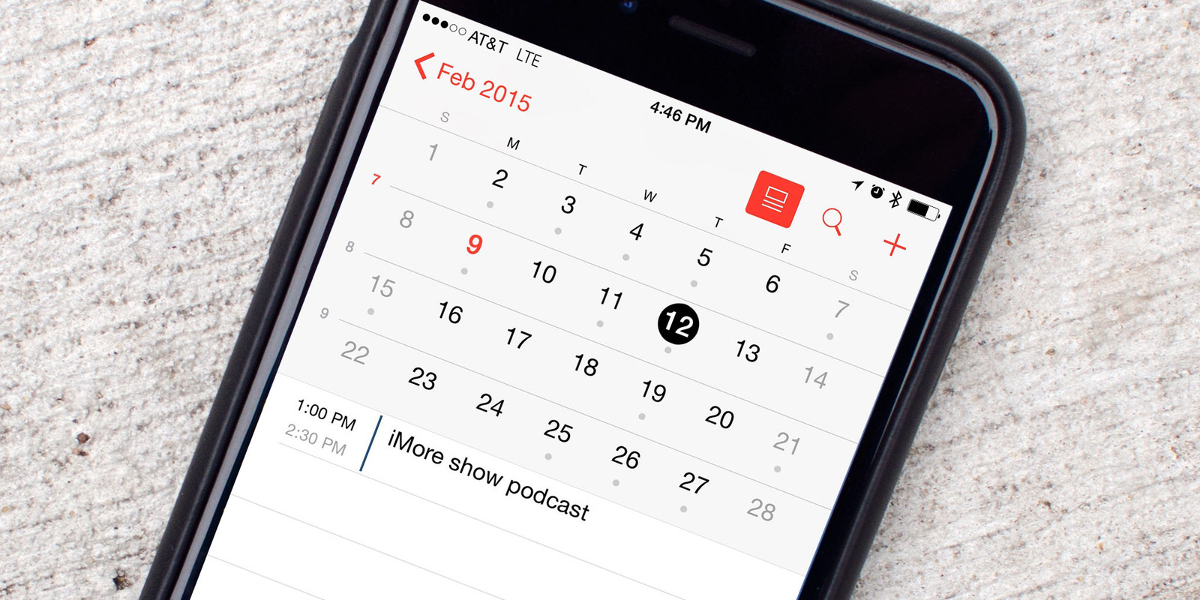 AT&T LTE 4:46 PM
Feb 2015
S M T W T F S
1 2 3 4 5 6 7
7 8 9 10 11 12 13 14
8 15 16 17 18 19 20 21
9 22 23 24 25 26 27 28
1:00 PM iMore show podcast
2:30 PM